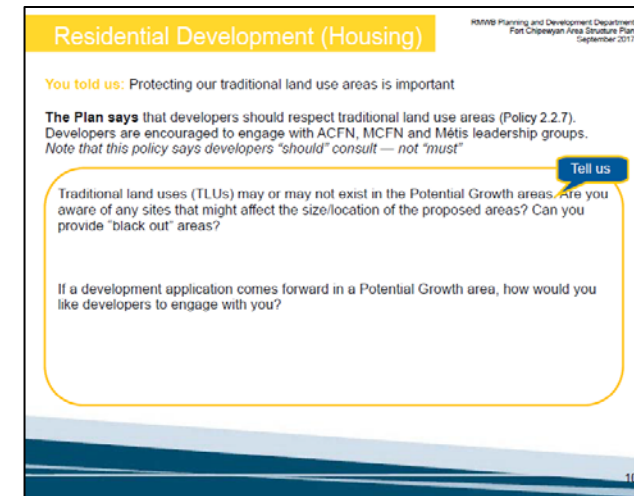 Residential Development (Housing)
RMWB Planning and Development Department
Fort Chipewyan Area Structure Plan
September 2017
You told us: Protecting our traditional land use areas is important
The Plan says that developers should respect traditional land use areas (Policy 2.2.7).
Developers are encouraged to engage with ACFN, MCFN and Métis leadership groups.
Note that this policy says developers “should” consult — not “must”
Tell us
Traditional land uses (TLUs) may or may not exist in the Potential Growth areas. Are you
aware of any sites that might affect the size/location of the proposed areas? Can you
provide “black out” areas?
If a development application comes forward in a Potential Growth area, how would you
like developers to engage with you?